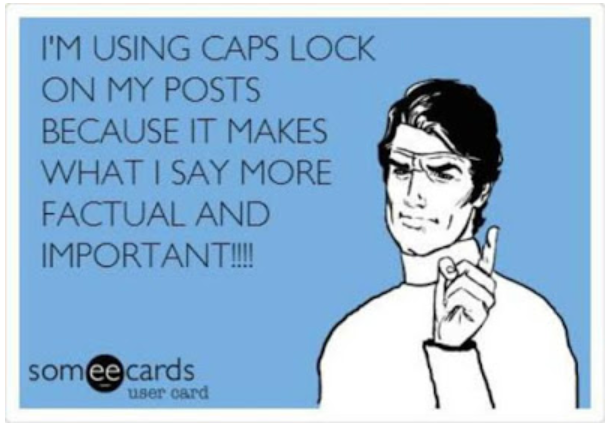 I'M USING CAPS LOCK
ON MY POSTS
BECAUSE IT MAKES
WHAT I SAY MORE
FACTUAL AND
IMPORTANT!!!!
someecards
user card